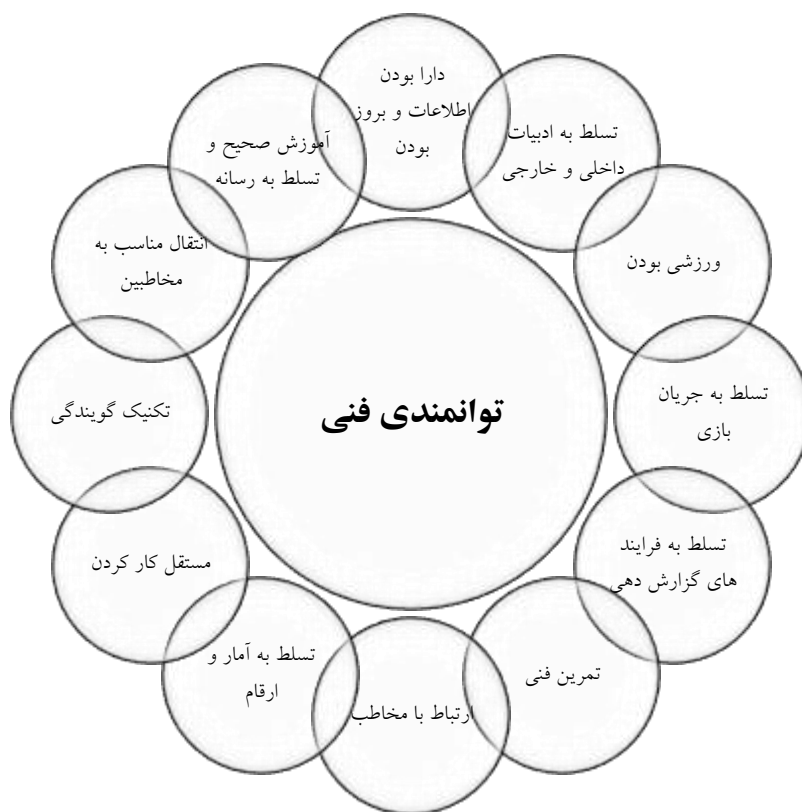 دارا بودن
اطلاعات و بروز
بودن
تسلط به ادبیات
داخلی و خارجی
ورزشی بودن
تسلط به جریان
بازی
تسلط به فرایند
های گزارش دهی
تمرین فنی
ارتباط با مخاطب
تسلط به آمار و
ارقام
مستقل کار کردن
تکنیک گویندگی
انتقال مناسب به
مخاطبین
آموزش صحیح و
تسلط به رسانه
توانمندی فنی